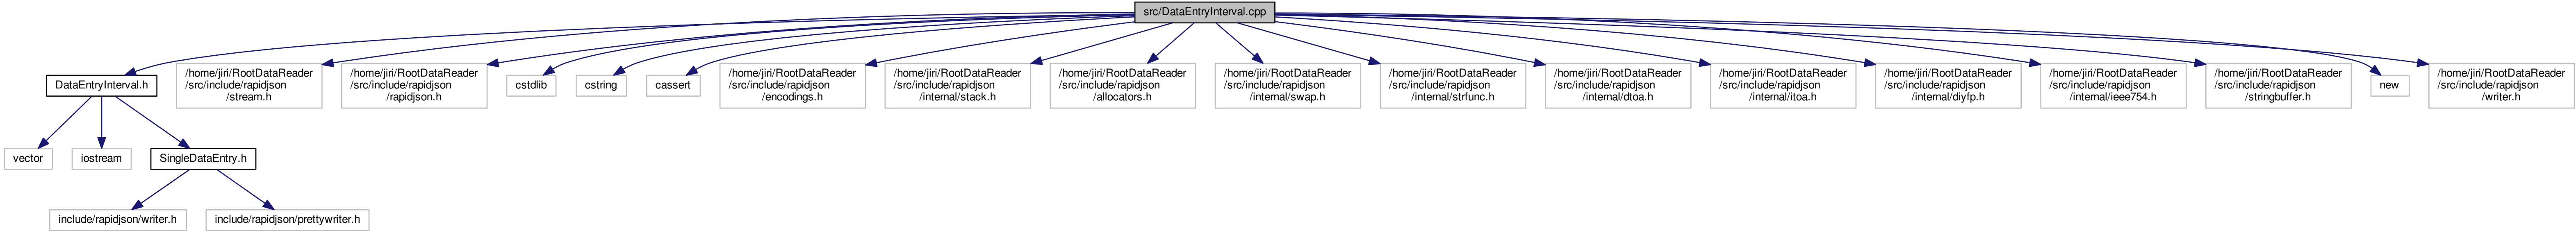 src/DataEntryInterval.cpp
DataEntryInterval.h
/home/jiri/RootDataReader
/src/include/rapidjson
/stream.h
/home/jiri/RootDataReader
/src/include/rapidjson
/rapidjson.h
cstdlib
cstring
cassert
/home/jiri/RootDataReader
/src/include/rapidjson
/encodings.h
/home/jiri/RootDataReader
/src/include/rapidjson
/internal/stack.h
/home/jiri/RootDataReader
/src/include/rapidjson
/allocators.h
/home/jiri/RootDataReader
/src/include/rapidjson
/internal/swap.h
/home/jiri/RootDataReader
/src/include/rapidjson
/internal/strfunc.h
/home/jiri/RootDataReader
/src/include/rapidjson
/internal/dtoa.h
/home/jiri/RootDataReader
/src/include/rapidjson
/internal/itoa.h
/home/jiri/RootDataReader
/src/include/rapidjson
/internal/diyfp.h
/home/jiri/RootDataReader
/src/include/rapidjson
/internal/ieee754.h
/home/jiri/RootDataReader
/src/include/rapidjson
/stringbuffer.h
new
/home/jiri/RootDataReader
/src/include/rapidjson
/writer.h
vector
iostream
SingleDataEntry.h
include/rapidjson/writer.h
include/rapidjson/prettywriter.h